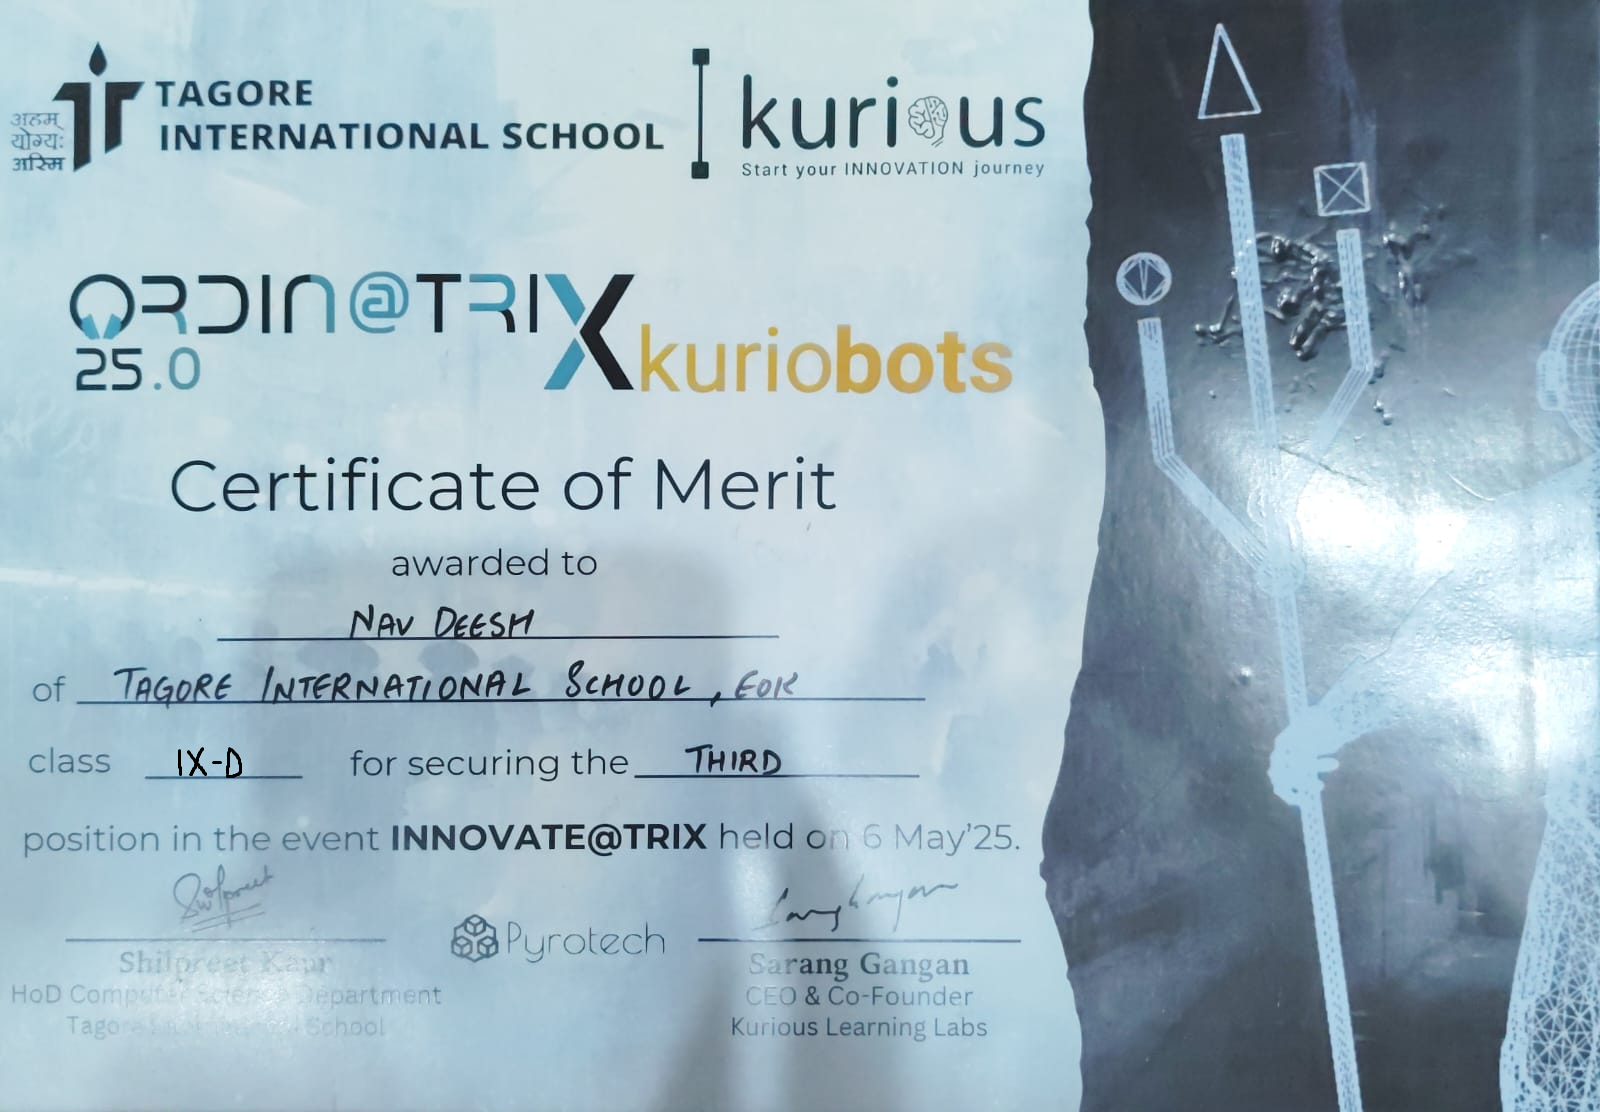 अहम्
योग्यः
अस्मि
TAGORE
INTERNATIONAL SCHOOL
kurious
Start your INNOVATION journey
ORDIN@TRIX
25.0
kuriobots
Certificate of Merit
awarded to
NAV DEESH
of TAGORE INTERNATIONAL SCHOOL, EOK
class IX-D for securing the THIRD
position in the event INNOVATE@TRIX held on 6 May'25.
Pyrotech
Shilpreet Kaur
HoD Computer Science Department
Tagore International School
Sarang Gangan
CEO & Co-Founder
Kurious Learning Labs